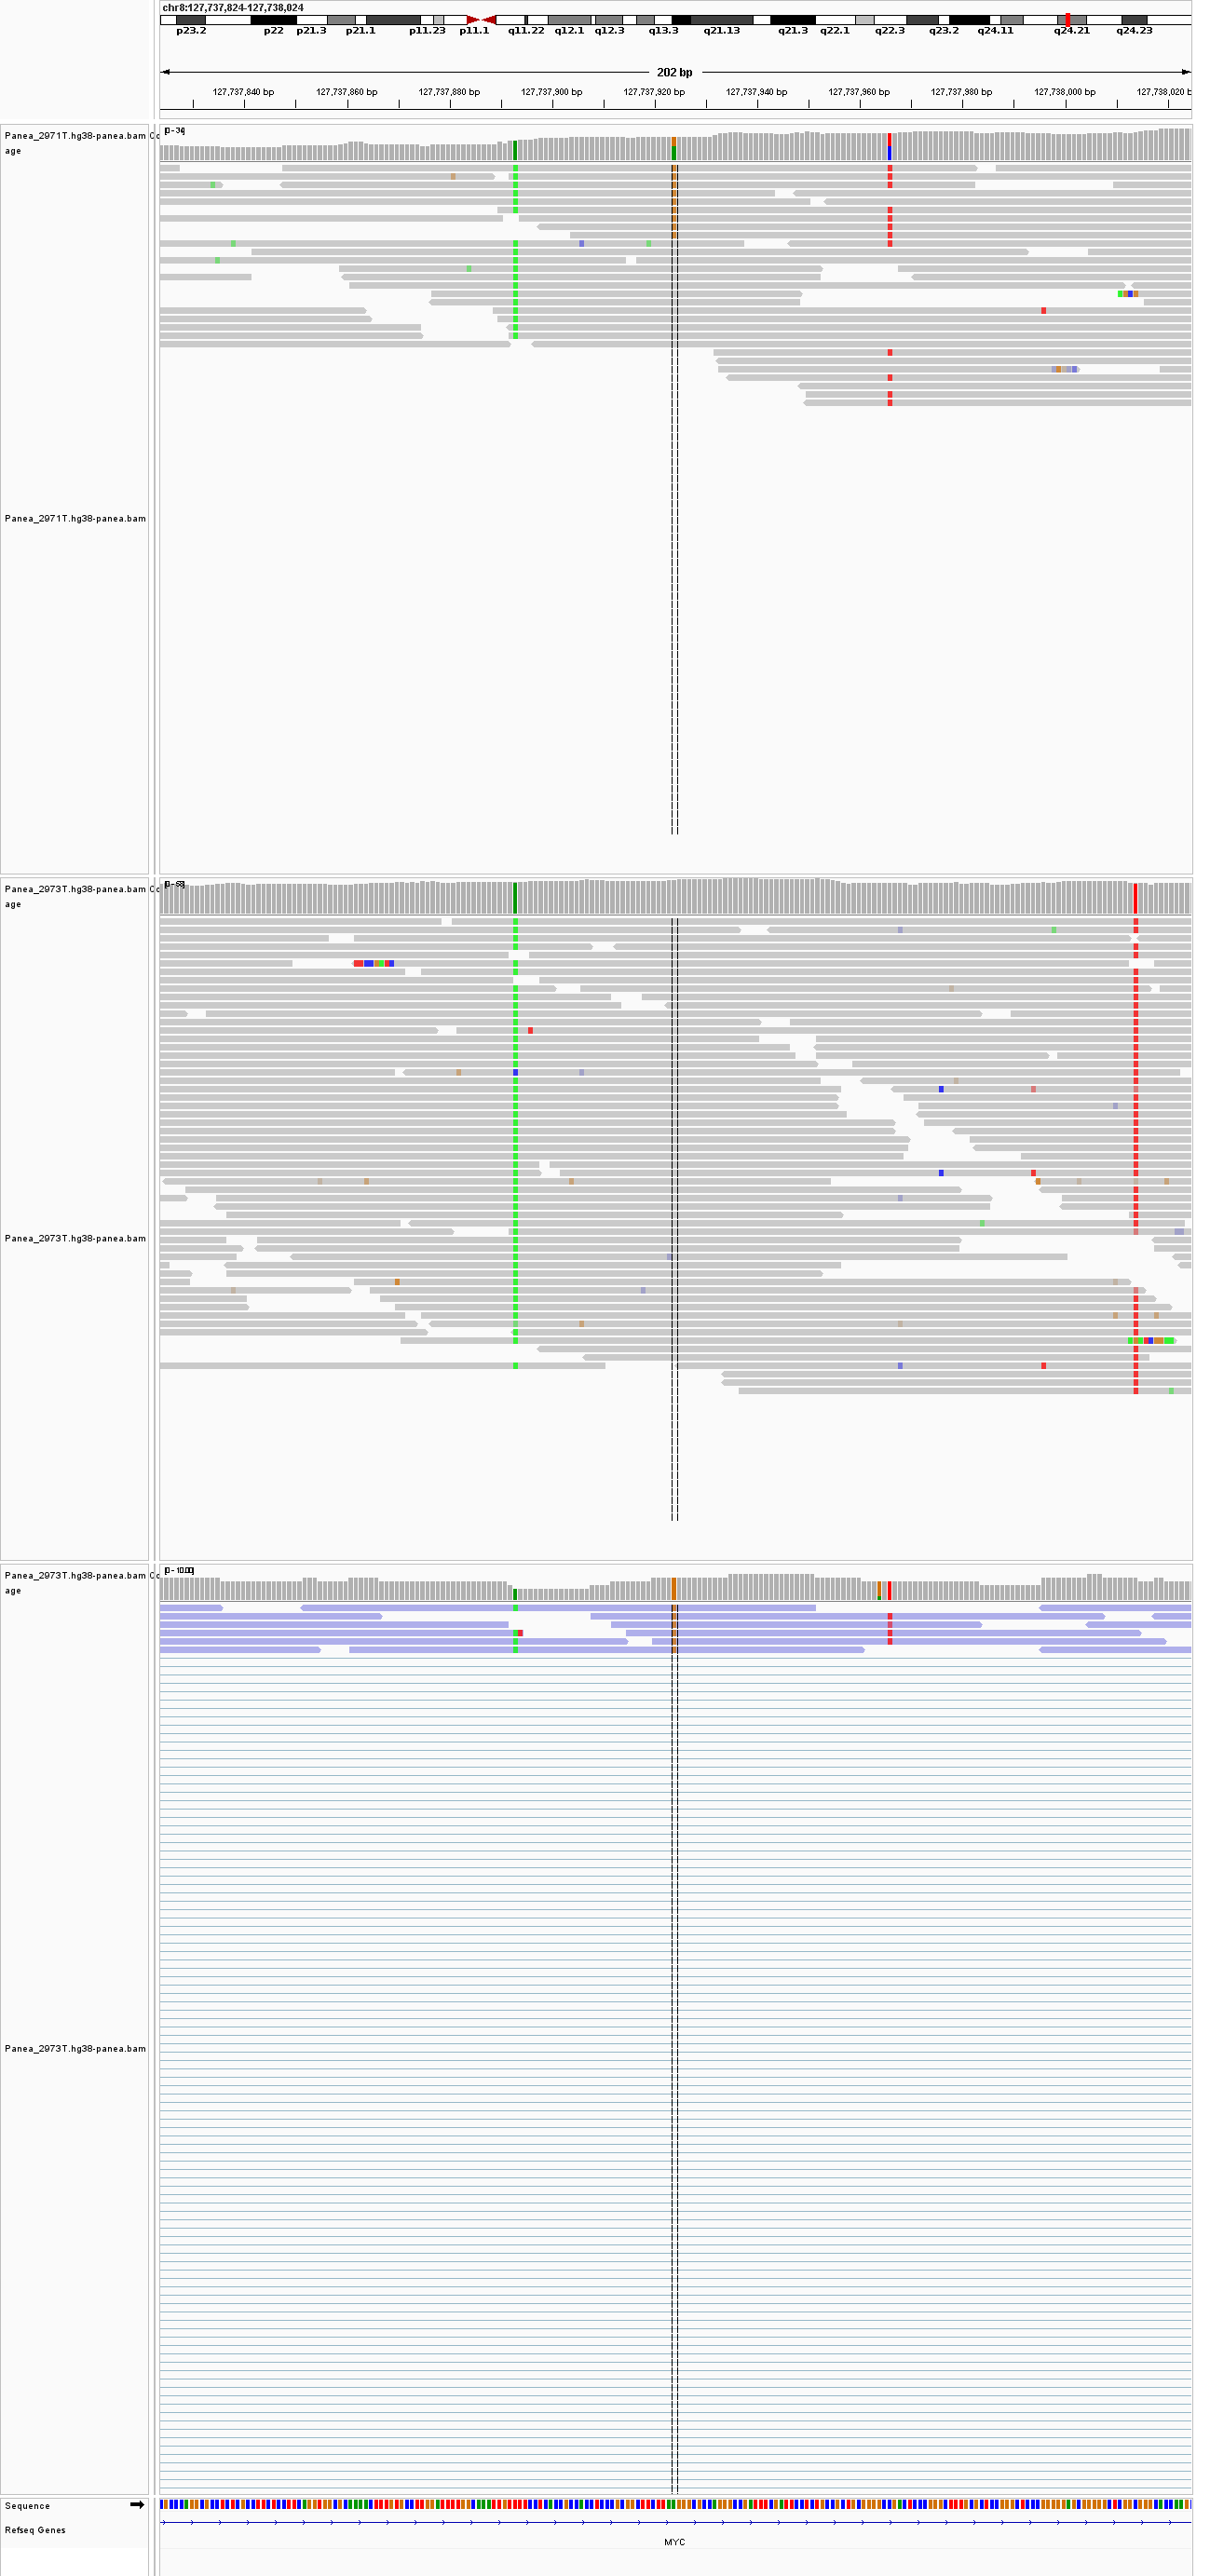 chr8:127,737,824-127,738,024
p23.2 p22 p21.3 p21.1 p11.23 p11.1 q11.22 q12.1 q12.3 q13.3 q21.13 q21.3 q22.1 q22.3 q23.2 q24.11 q24.21 q24.23
202 bp
127,737,840 bp 127,737,860 bp 127,737,880 bp 127,737,900 bp 127,737,920 bp 127,737,940 bp 127,737,960 bp 127,737,980 bp 127,738,000 bp 127,738,020 b
Panea_2971T.hg38-panea.bam Co
age
[0 - 34]
Panea_2971T.hg38-panea.bam
Panea_2973T.hg38-panea.bam Co
age
Panea_2973T.hg38-panea.bam
Panea_2973T.hg38-panea.bam Co
age
[0 - 10.00]
Panea_2973T.hg38-panea.bam
Sequence
Refseq Genes
MYC